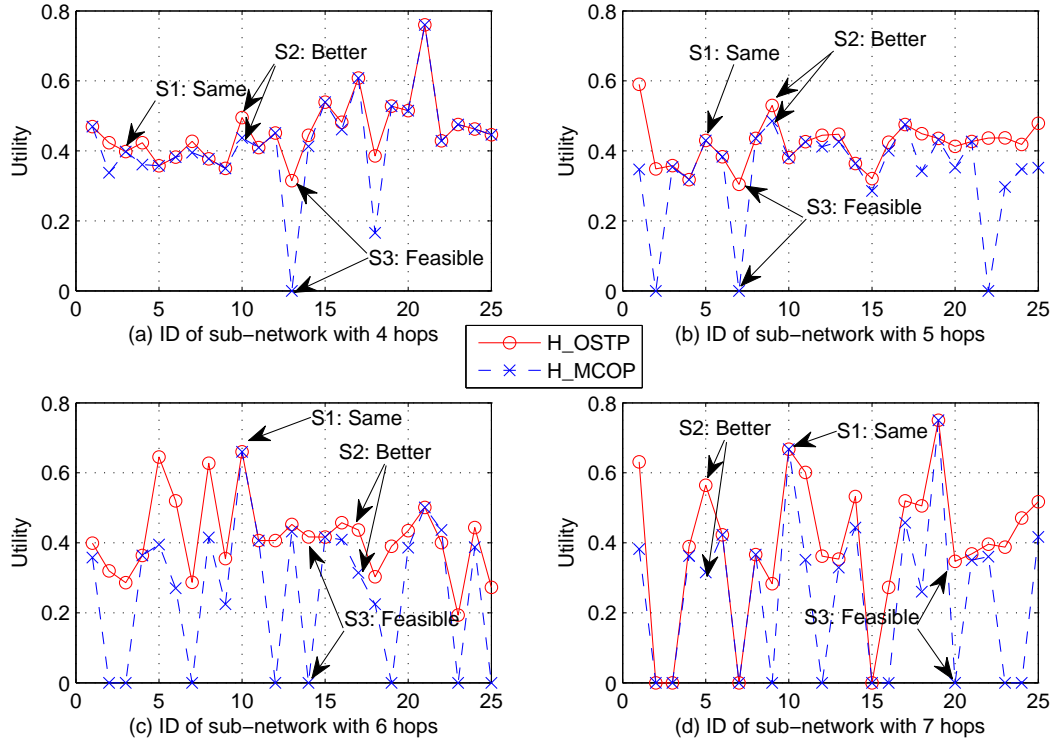 0.8
0.6
0.4
0.2
0
Utility
S1: Same
S2: Better
S3: Feasible
0 5 10 15 20 25
(a) ID of sub−network with 4 hops
0.8
0.6
0.4
0.2
0
Utility
S1: Same
S2: Better
S3: Feasible
0 5 10 15 20 25
(b) ID of sub−network with 5 hops
H_OSTP
H_MCOP
0.8
0.6
0.4
0.2
0
Utility
S1: Same
S2: Better
S3: Feasible
0 5 10 15 20 25
(c) ID of sub−network with 6 hops
0.8
0.6
0.4
0.2
0
Utility
S2: Better
S1: Same
S3: Feasible
0 5 10 15 20 25
(d) ID of sub−network with 7 hops